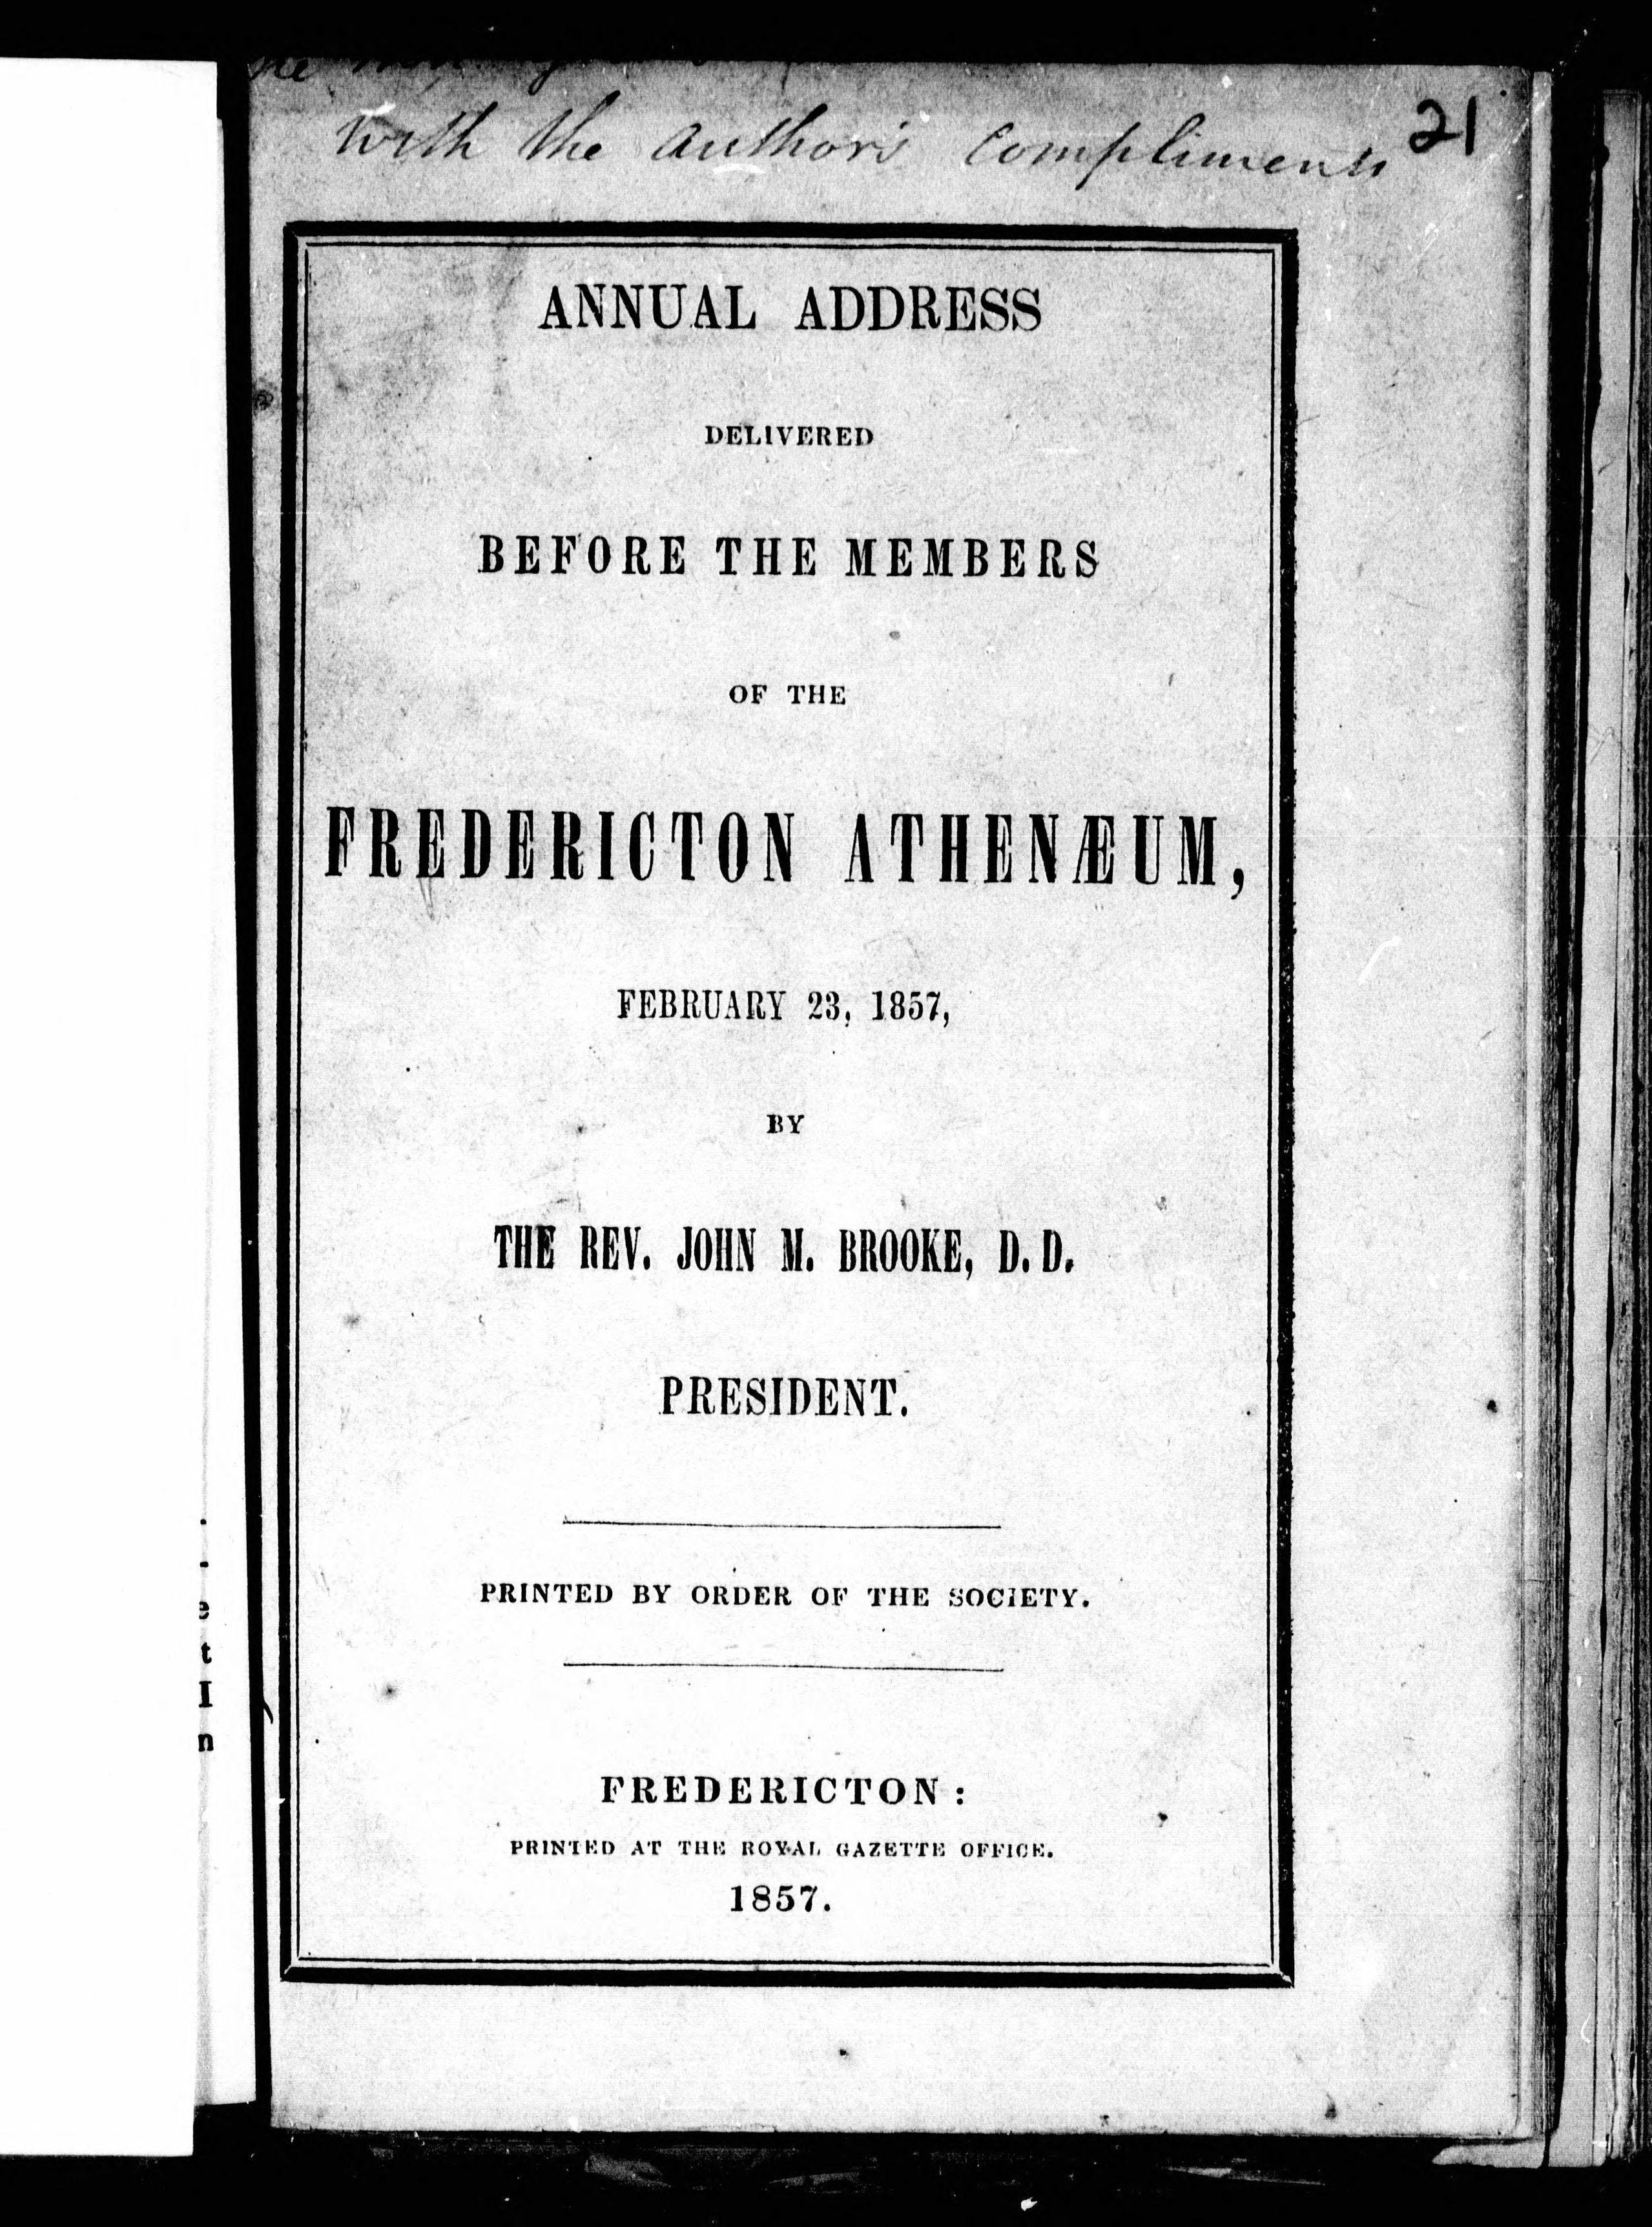 with the author's compliments 21
ANNUAL ADDRESS
DELIVERED
BEFORE THE MEMBERS
OF THE
FREDERICTON ATHENÆUM,
FEBRUARY 23, 1857,
BY
THE REV. JOHN M. BROOKE, D. D.
PRESIDENT.
PRINTED BY ORDER OF THE SOCIETY.
FREDERICTON:
PRINTED AT THE ROYAL GAZETTE OFFICE.
1857.
e
t
I
n